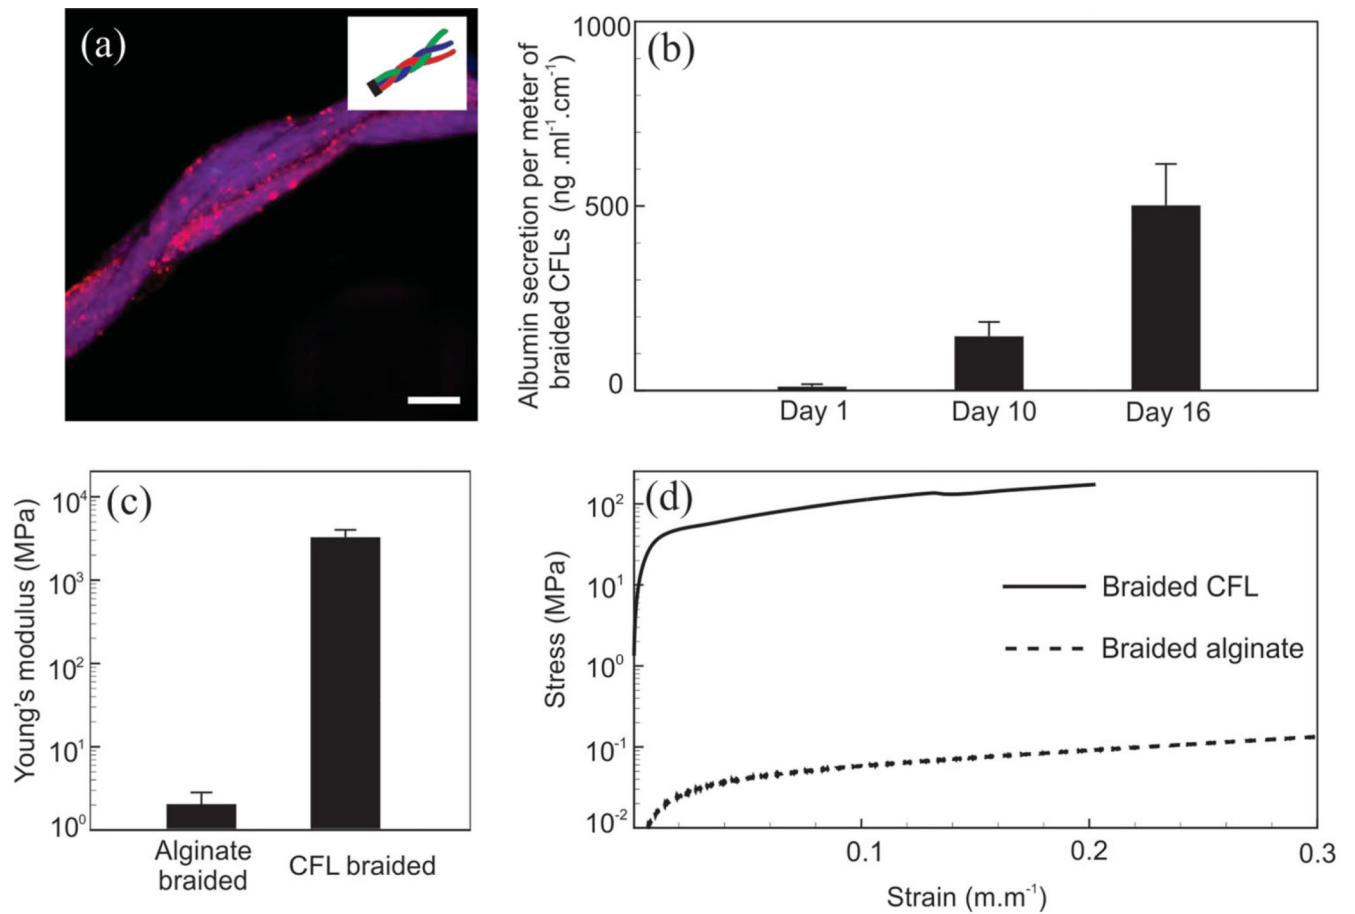 (a)
(b)
Albumin secretion per meter of
braided CFLs (ng .ml⁻¹.cm⁻¹)
1000
500
0
Day 1
Day 10
Day 16
(c)
Young's modulus (MPa)
10⁴
10³
10²
10¹
10⁰
Alginate
braided
CFL braided
(d)
Stress (MPa)
10²
10¹
10⁰
10⁻¹
10⁻²
Braided CFL
Braided alginate
0.1
0.2
0.3
Strain (m.m⁻¹)